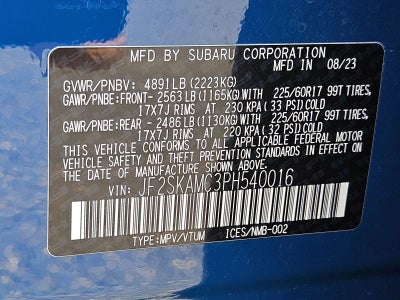 MFD BY SUBARU CORPORATION
MFD IN 08/23
GVWR/PNBV: 4891LB (2223KG)
GAWR/PNBE:FRONT- 2563 LB (1165KG) WITH 225/60R17 99T TIRES,
17X7J RIMS AT 230 KPA (33 PSI) COLD
GAWR/PNBE:REAR - 2486 LB (1130KG) WITH 225/60R17 99T TIRES,
17X7J RIMS AT 220 KPA (32 PSI) COLD
THIS VEHICLE CONFORMS TO ALL APPLICABLE FEDERAL MOTOR
VEHICLE SAFETY, BUMPER, AND THEFT PREVENTION STANDARDS
IN EFFECT ON THE DATE OF MANUFACTURE SHOWN ABOVE.
VIN: JF2SKAMC3PH540016
TYPE:MPV/VTUM ICES/NMB-002